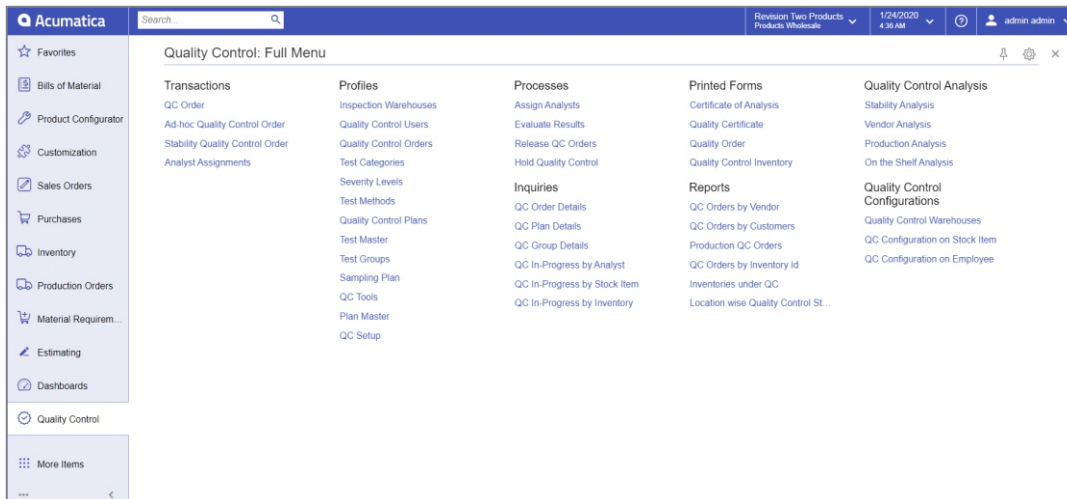 Acumatica
Search...
Revision Two Products
Products Wholesale
1/24/2020
4:36 AM
admin admin
Favorites
Bills of Material
Product Configurator
Customization
Sales Orders
Purchases
Inventory
Production Orders
Material Requirem...
Estimating
Dashboards
Quality Control
More Items
Quality Control: Full Menu
Transactions
QC Order
Ad-hoc Quality Control Order
Stability Quality Control Order
Analyst Assignments
Profiles
Inspection Warehouses
Quality Control Users
Quality Control Orders
Test Categories
Severity Levels
Test Methods
Quality Control Plans
Test Master
Test Groups
Sampling Plan
QC Tools
Plan Master
QC Setup
Processes
Assign Analysts
Evaluate Results
Release QC Orders
Hold Quality Control
Inquiries
QC Order Details
QC Plan Details
QC Group Details
QC In-Progress by Analyst
QC In-Progress by Stock Item
QC In-Progress by Inventory
Printed Forms
Certificate of Analysis
Quality Certificate
Quality Order
Quality Control Inventory
Reports
QC Orders by Vendor
QC Orders by Customers
Production QC Orders
QC Orders by Inventory Id
Inventories under QC
Location wise Quality Control St...
Quality Control Analysis
Stability Analysis
Vendor Analysis
Production Analysis
On the Shelf Analysis
Quality Control
Configurations
Quality Control Warehouses
QC Configuration on Stock Item
QC Configuration on Employee